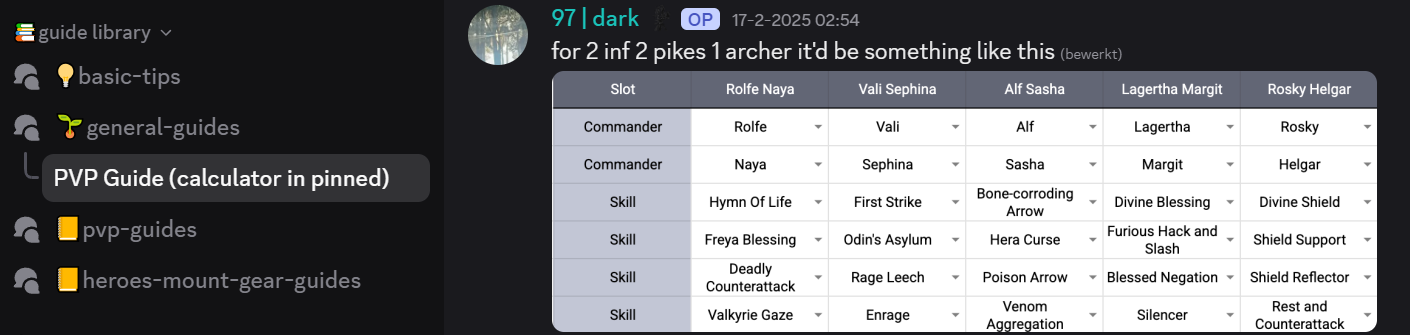 guide library
basic-tips
general-guides
PVP Guide (calculator in pinned)
pvp-guides
heroes-mount-gear-guides
97 | dark OP 17-2-2025 02:54
for 2 inf 2 pikes 1 archer it'd be something like this (bewerkt)
Slot Rolfe Naya Vali Sephina Alf Sasha Lagertha Margit Rosky Helgar
Commander Rolfe Vali Alf Lagertha Rosky
Commander Naya Sephina Sasha Margit Helgar
Skill Hymn Of Life First Strike Bone-corroding Arrow Divine Blessing Divine Shield
Skill Freya Blessing Odin's Asylum Hera Curse Furious Hack and Slash Shield Support
Skill Deadly Counterattack Rage Leech Poison Arrow Blessed Negation Shield Reflector
Skill Valkyrie Gaze Enrage Venom Aggregation Silencer Rest and Counterattack